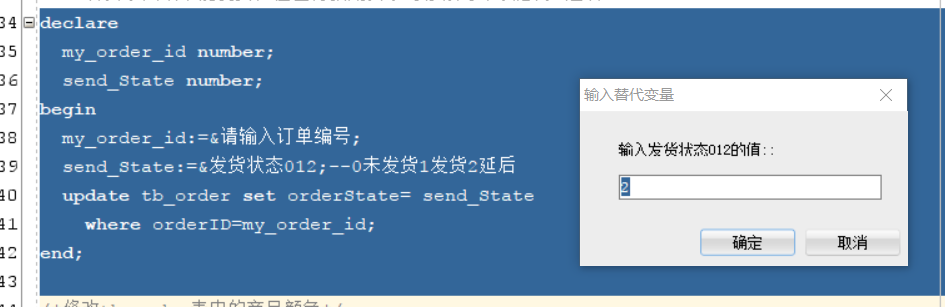 34 declare
35 my_order_id number;
36 send_State number;
37 begin
38 my_order_id:=&请输入订单编号;
39 send_State:=&发货状态012;--0未发货1发货2延后
40 update tb_order set orderState= send_State
41 where orderID=my_order_id;
42 end;
43
输入替代变量
输入发货状态012的值::
2
确定 取消